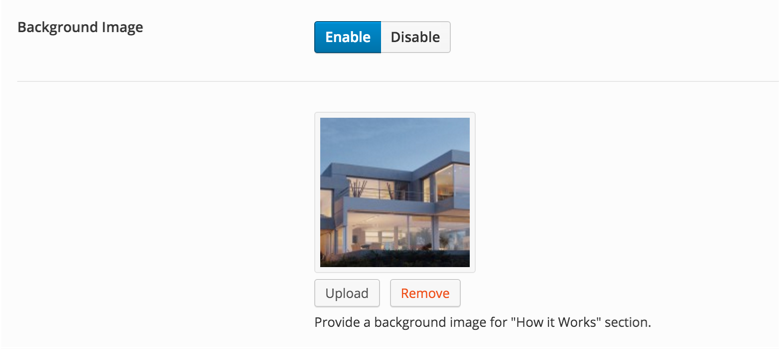 Background Image
Enable Disable
Upload Remove
Provide a background image for "How it Works" section.